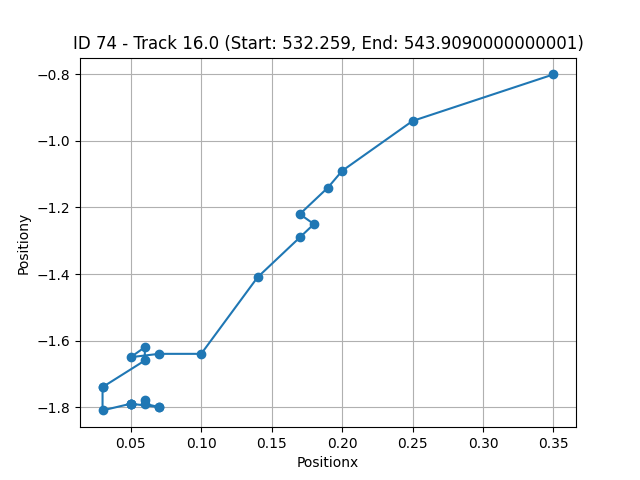 ID 74 - Track 16.0 (Start: 532.259, End: 543.9090000000001)
−0.8
−1.0
−1.2
−1.4
−1.6
−1.8
Positiony
0.05 0.10 0.15 0.20 0.25 0.30 0.35
Positionx